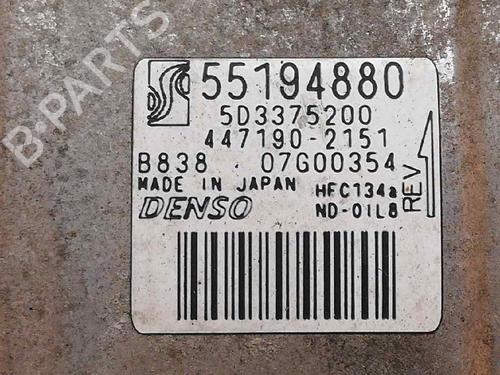 B-PARTS
55194880
5D3375200
447190-2151
B838 07G00354
MADE IN JAPAN HFC134a
DENSO ND-OIL8
REV